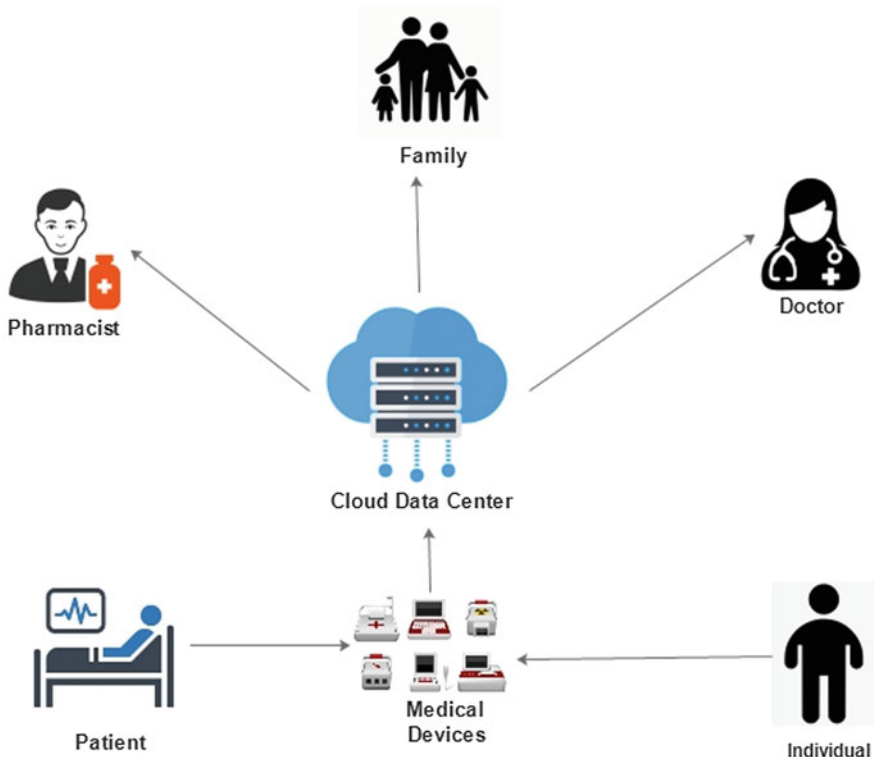 Family
Pharmacist
Doctor
Cloud Data Center
Medical
Devices
Patient
Individual